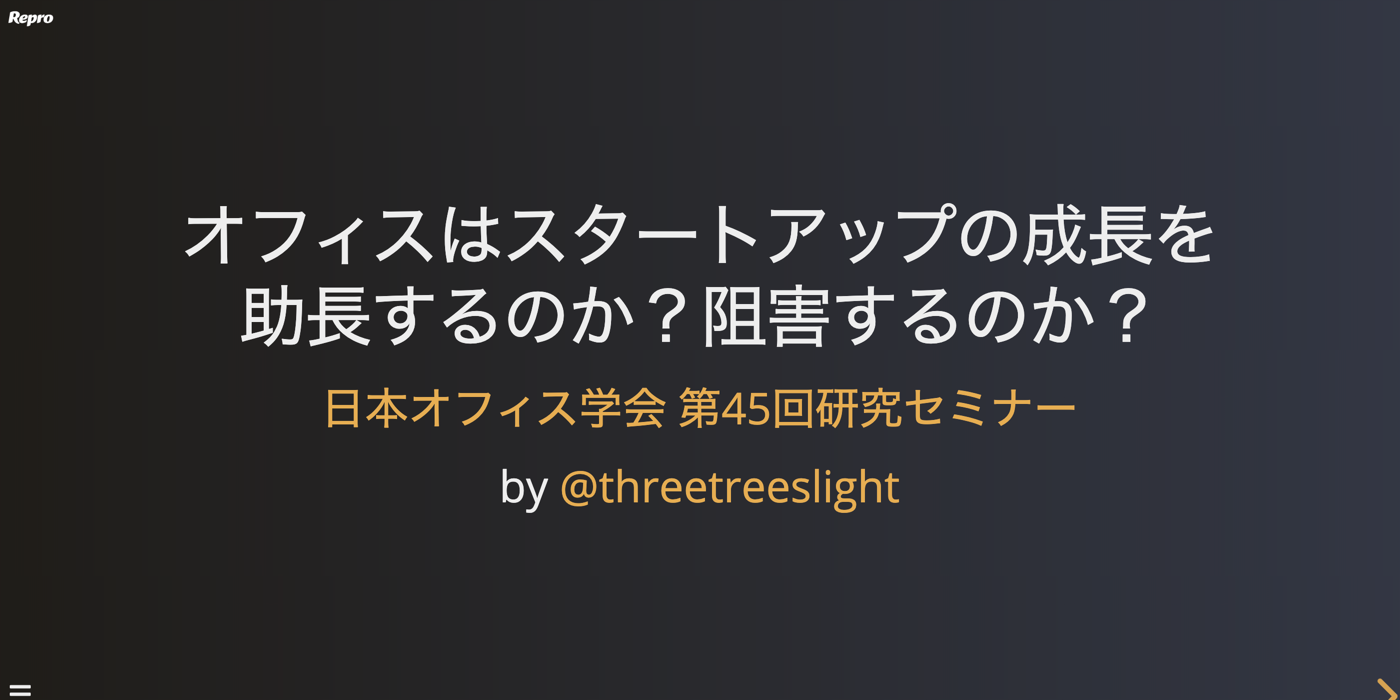 Repro
オフィスはスタートアップの成長を
助長するのか？阻害するのか？
日本オフィス学会 第45回研究セミナー
by @threetreeslight